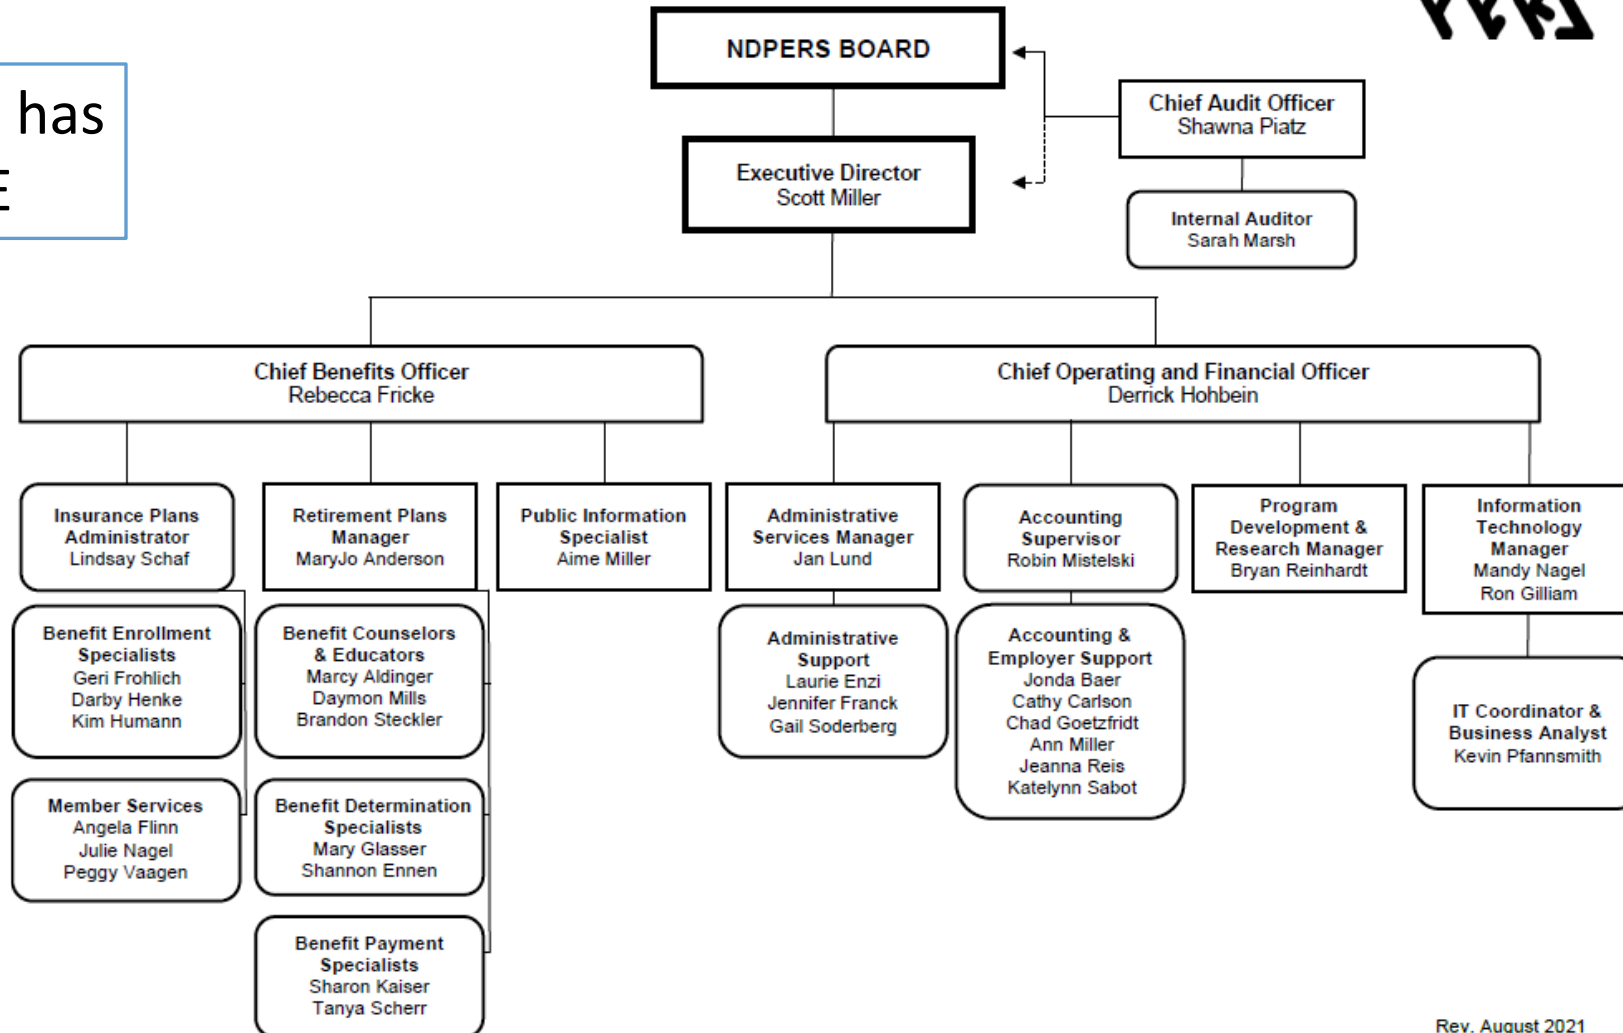 has
E
PERS
NDPERS BOARD
Chief Audit Officer
Shawna Piatz
Executive Director
Scott Miller
Internal Auditor
Sarah Marsh
Chief Benefits Officer
Rebecca Fricke
Chief Operating and Financial Officer
Derrick Hohbein
Insurance Plans
Administrator
Lindsay Schaf
Retirement Plans
Manager
MaryJo Anderson
Public Information
Specialist
Aime Miller
Administrative
Services Manager
Jan Lund
Accounting
Supervisor
Robin Mistelski
Program
Development &
Research Manager
Bryan Reinhardt
Information
Technology
Manager
Mandy Nagel
Ron Gilliam
Benefit Enrollment
Specialists
Geri Frohlich
Darby Henke
Kim Humann
Benefit Counselors
& Educators
Marcy Aldinger
Daymon Mills
Brandon Steckler
Administrative
Support
Laurie Enzi
Jennifer Franck
Gail Soderberg
Accounting &
Employer Support
Jonda Baer
Cathy Carlson
Chad Goetzfridt
Ann Miller
Jeanna Reis
Katelynn Sabot
IT Coordinator &
Business Analyst
Kevin Pfannsmith
Member Services
Angela Flinn
Julie Nagel
Peggy Vaagen
Benefit Determination
Specialists
Mary Glasser
Shannon Ennen
Benefit Payment
Specialists
Sharon Kaiser
Tanya Scherr
Rev. August 2021